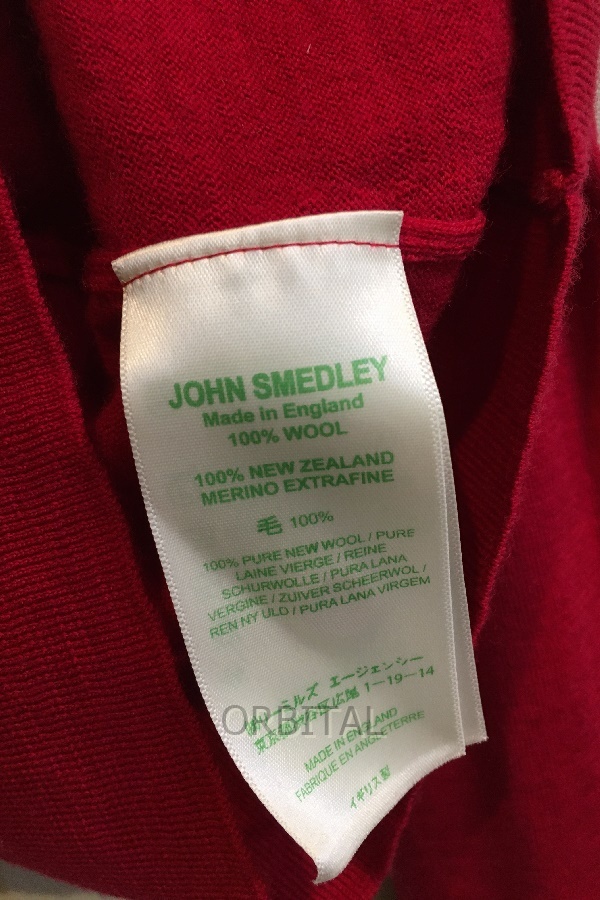 JOHN SMEDLEY
Made in England
100% WOOL
100% NEW ZEALAND
MERINO EXTRAFINE
毛 100%
100% PURE NEW WOOL / PURE
LAINE VIERGE / REINE
SCHURWOLLE / PURA LANA
VERGINE / ZUIVER SCHEERWOL /
REN NY ULD / PURA LANA VIRGEM
エージェンシー
広尾 1-19-14
ORBITAL
MADE IN ENGLAND
FABRIQUE EN ANGLETERRE
イギリス製